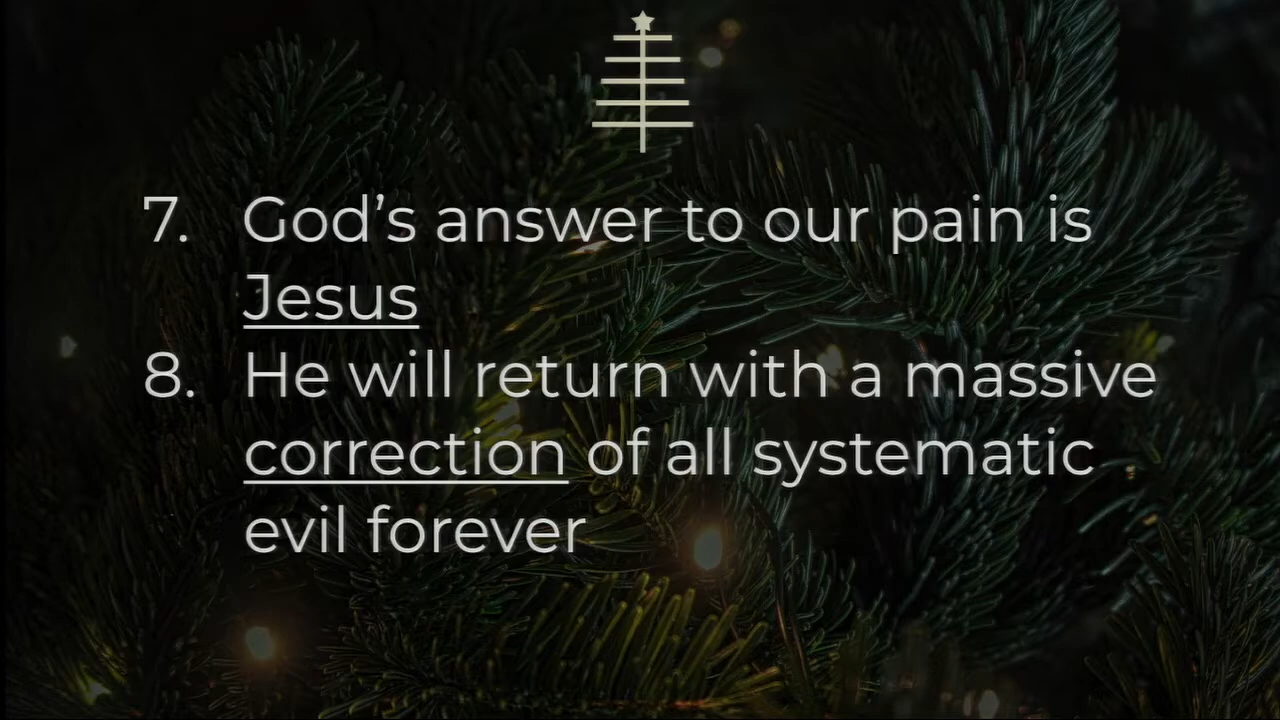 7. God’s answer to our pain is
Jesus
8. He will return with a massive
correction of all systematic
evil forever